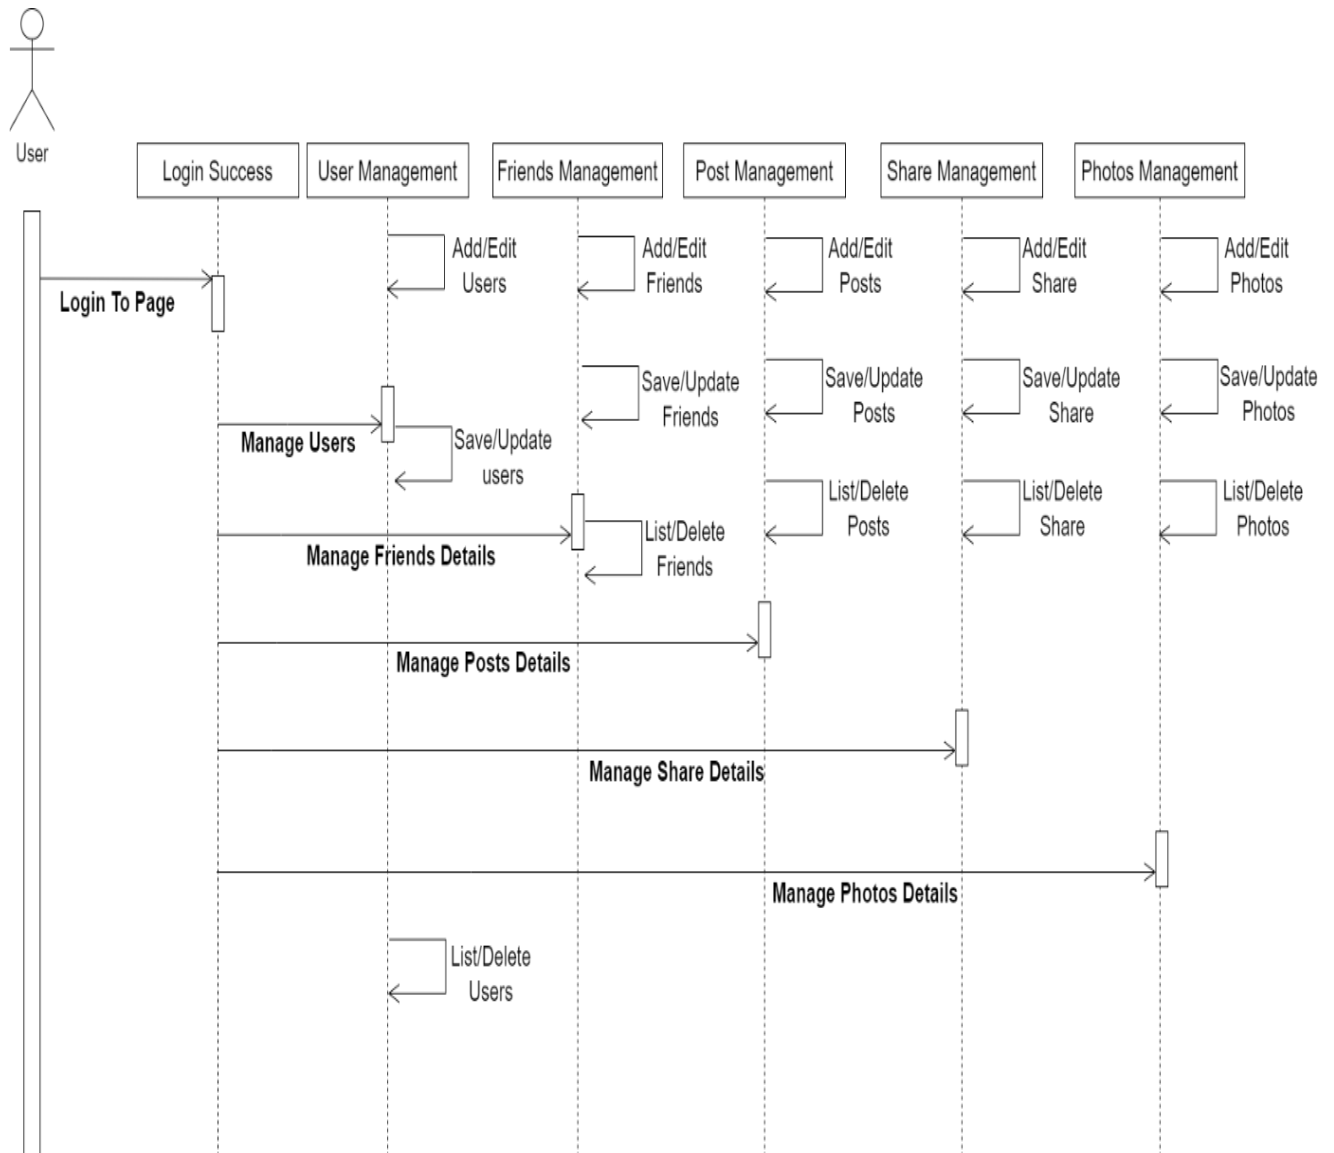 User
Login Success
User Management
Friends Management
Post Management
Share Management
Photos Management
Add/Edit
Users
Add/Edit
Friends
Add/Edit
Posts
Add/Edit
Share
Add/Edit
Photos
Login To Page
Save/Update
Friends
Save/Update
Posts
Save/Update
Share
Save/Update
Photos
Manage Users
Save/Update
users
List/Delete
Posts
List/Delete
Share
List/Delete
Photos
Manage Friends Details
List/Delete
Friends
Manage Posts Details
Manage Share Details
Manage Photos Details
List/Delete
Users